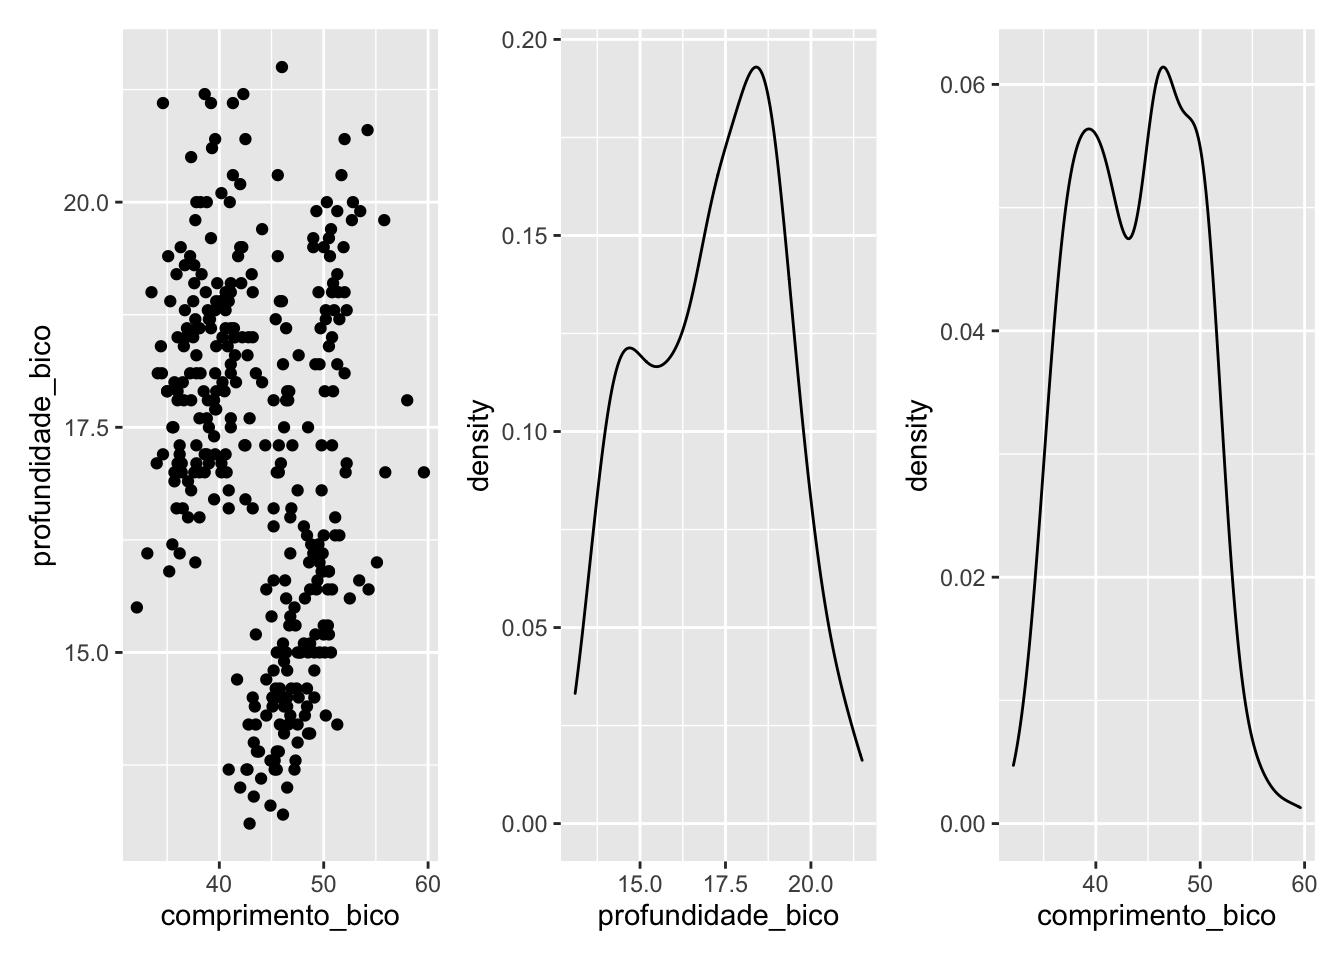 20.0
17.5
15.0
profundidade_bico
40 50 60
comprimento_bico
0.20
0.15
0.10
0.05
0.00
density
15.0 17.5 20.0
profundidade_bico
0.06
0.04
0.02
0.00
density
40 50 60
comprimento_bico